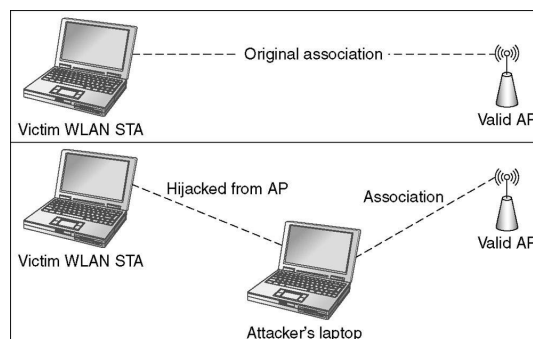 Original association
Victim WLAN STA
Valid AP
Hijacked from AP
Association
Victim WLAN STA
Valid AP
Attacker's laptop